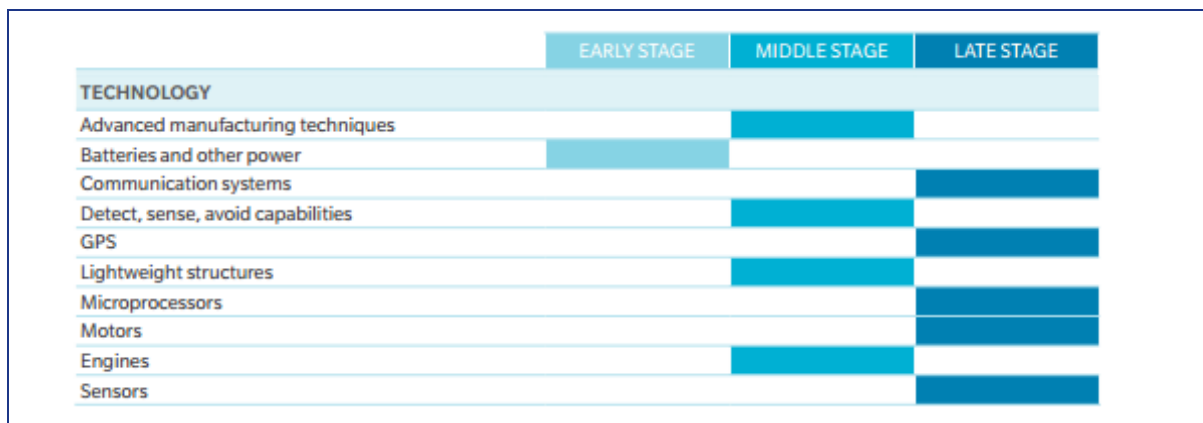 EARLY STAGE MIDDLE STAGE LATE STAGE
TECHNOLOGY
Advanced manufacturing techniques
Batteries and other power
Communication systems
Detect, sense, avoid capabilities
GPS
Lightweight structures
Microprocessors
Motors
Engines
Sensors